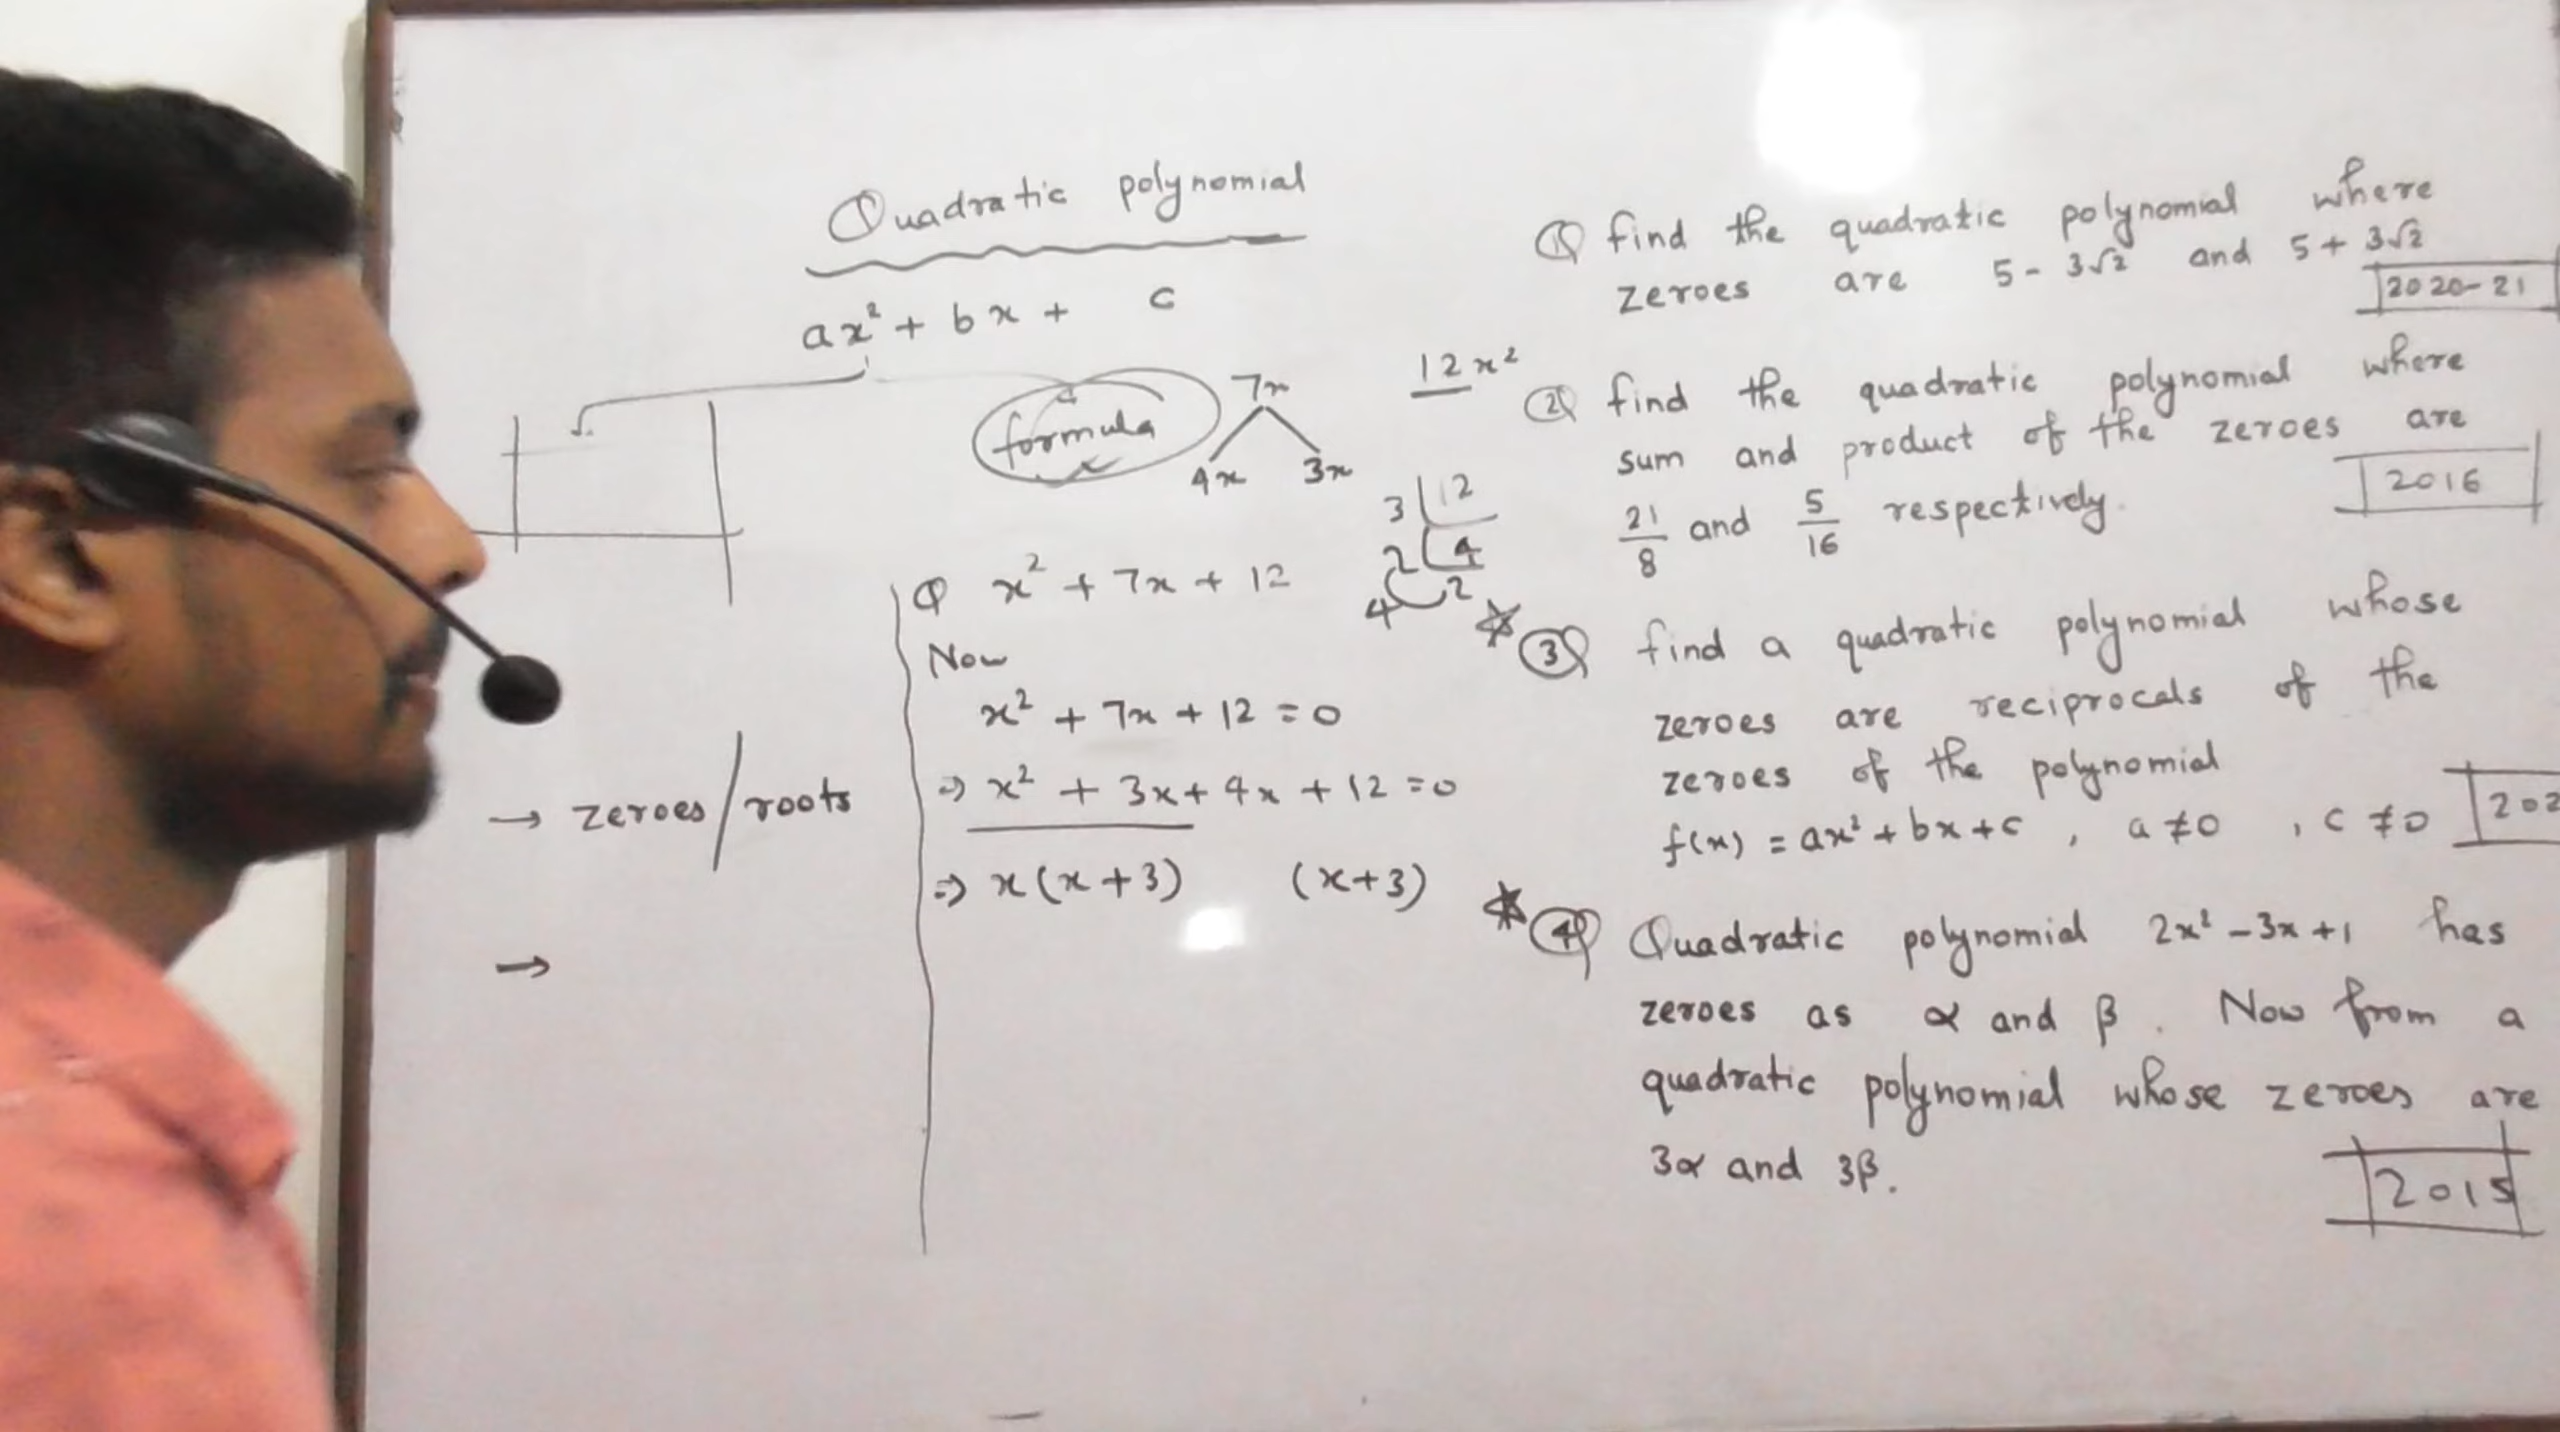 Quadratic polynomial
ax² + bx + c
formula
7x
4x 3x
12x²
3 | 12
2 | 4
4 2
→ zeroes / roots
→
Q x² + 7x + 12
Now
x² + 7x + 12 = 0
⇒ x² + 3x + 4x + 12 = 0
⇒ x(x+3) (x+3)
1Q find the quadratic polynomial where
zeroes are 5 - 3√2 and 5 + 3√2
2020-21
2Q find the quadratic polynomial where
sum and product of the zeroes are
21/8 and 5/16 respectively.
2016
☆ 3Q find a quadratic polynomial whose
zeroes are reciprocals of the
zeroes of the polynomial
f(x) = ax² + bx + c , a ≠ 0 , c ≠ 0
☆ 4Q Quadratic polynomial 2x² - 3x + 1 has
zeroes as α and β. Now from a
quadratic polynomial whose zeroes are
3α and 3β.
2015